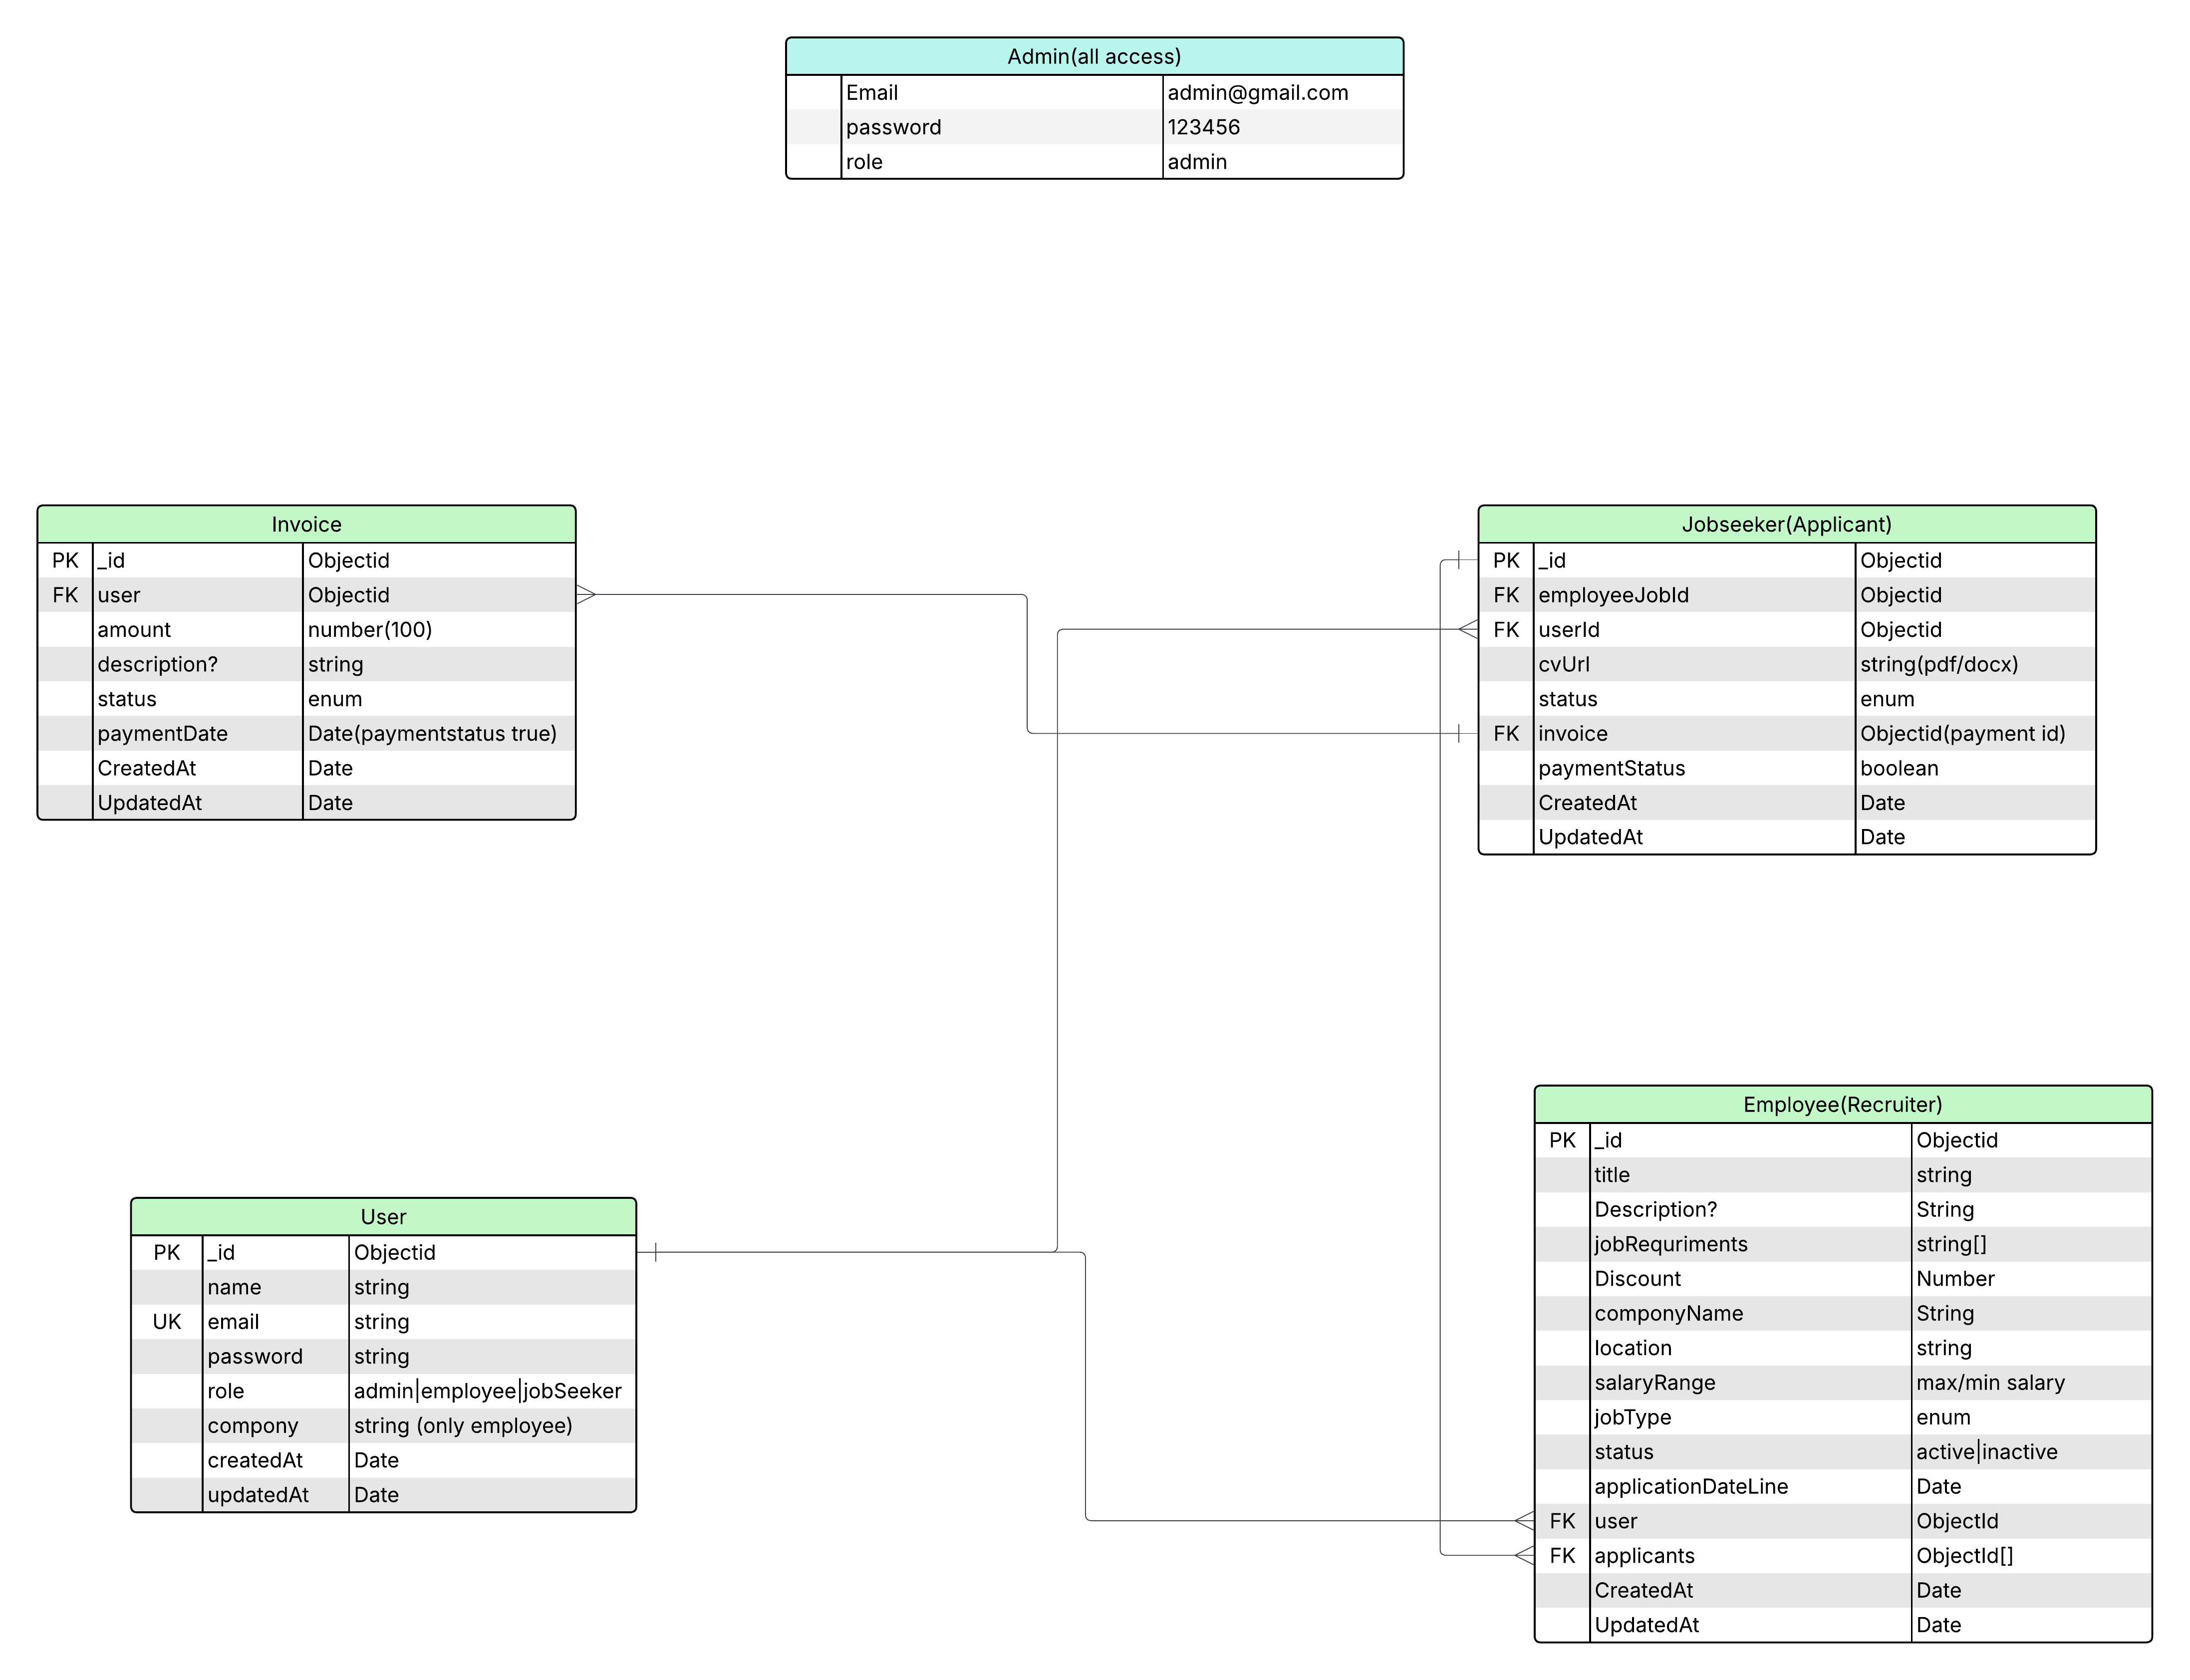 Admin(all access)
Email admin@gmail.com
password 123456
role admin
Invoice
PK _id Objectid
FK user Objectid
amount number(100)
description? string
status enum
paymentDate Date(paymentstatus true)
CreatedAt Date
UpdatedAt Date
Jobseeker(Applicant)
PK _id Objectid
FK employeeJobId Objectid
FK userId Objectid
cvUrl string(pdf/docx)
status enum
FK invoice Objectid(payment id)
paymentStatus boolean
CreatedAt Date
UpdatedAt Date
User
PK _id Objectid
name string
UK email string
password string
role admin|employee|jobSeeker
compony string (only employee)
createdAt Date
updatedAt Date
Employee(Recruiter)
PK _id Objectid
title string
Description? String
jobRequriments string[]
Discount Number
componyName String
location string
salaryRange max/min salary
jobType enum
status active|inactive
applicationDateLine Date
FK user ObjectId
FK applicants ObjectId[]
CreatedAt Date
UpdatedAt Date